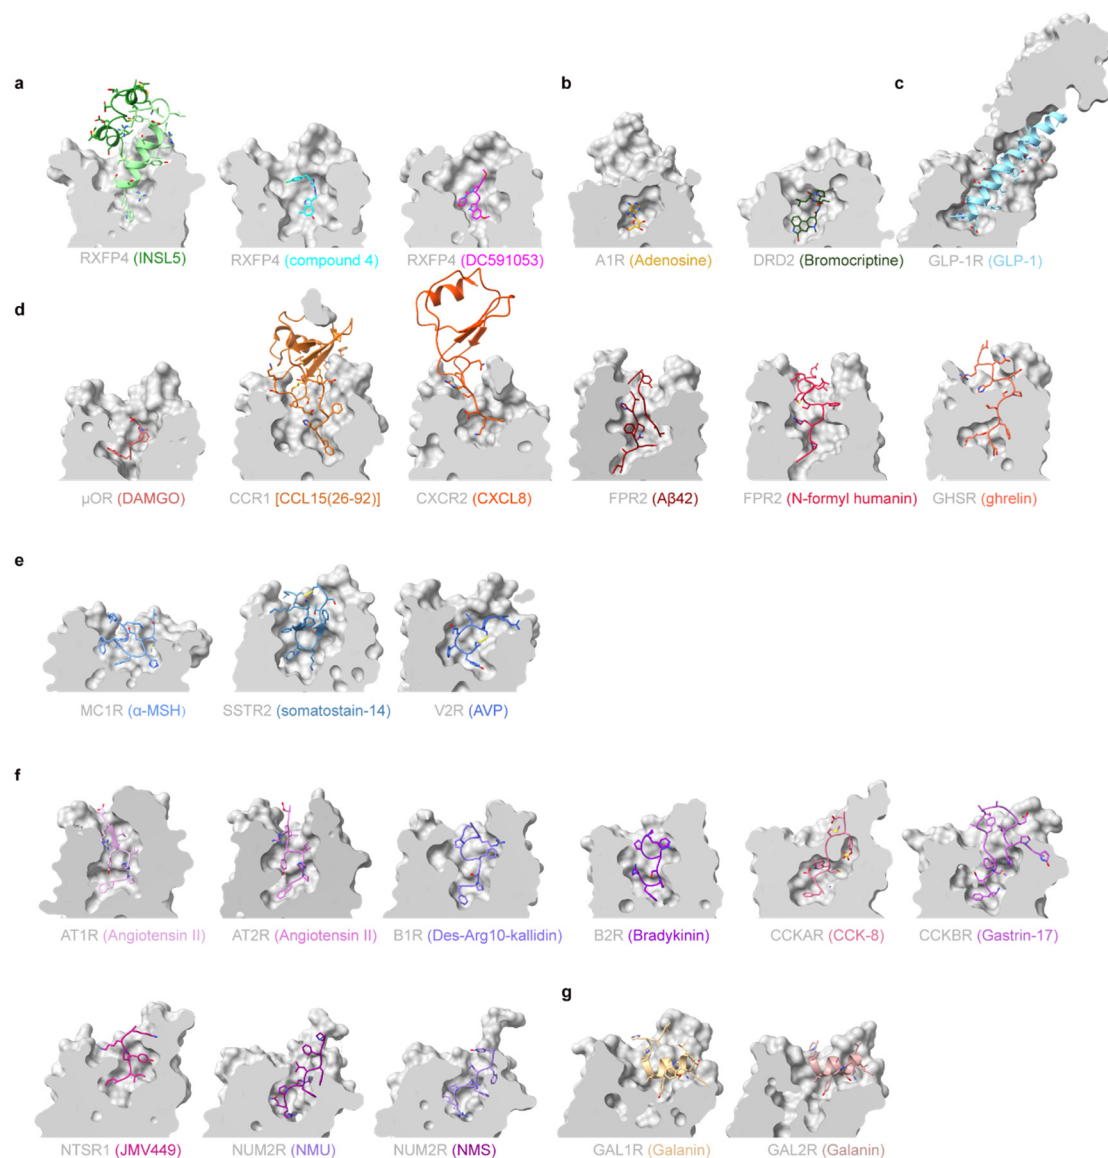 a
b
c
RXFP4 (INSL5)
RXFP4 (compound 4)
RXFP4 (DC591053)
A1R (Adenosine)
DRD2 (Bromocriptine)
GLP-1R (GLP-1)
d
μOR (DAMGO)
CCR1 [CCL15(26-92)]
CXCR2 (CXCL8)
FPR2 (Aβ42)
FPR2 (N-formyl humanin)
GHSR (ghrelin)
e
MC1R (α-MSH)
SSTR2 (somatostain-14)
V2R (AVP)
f
AT1R (Angiotensin II)
AT2R (Angiotensin II)
B1R (Des-Arg10-kallidin)
B2R (Bradykinin)
CCKAR (CCK-8)
CCKBR (Gastrin-17)
g
NTSR1 (JMV449)
NUM2R (NMU)
NUM2R (NMS)
GAL1R (Galanin)
GAL2R (Galanin)